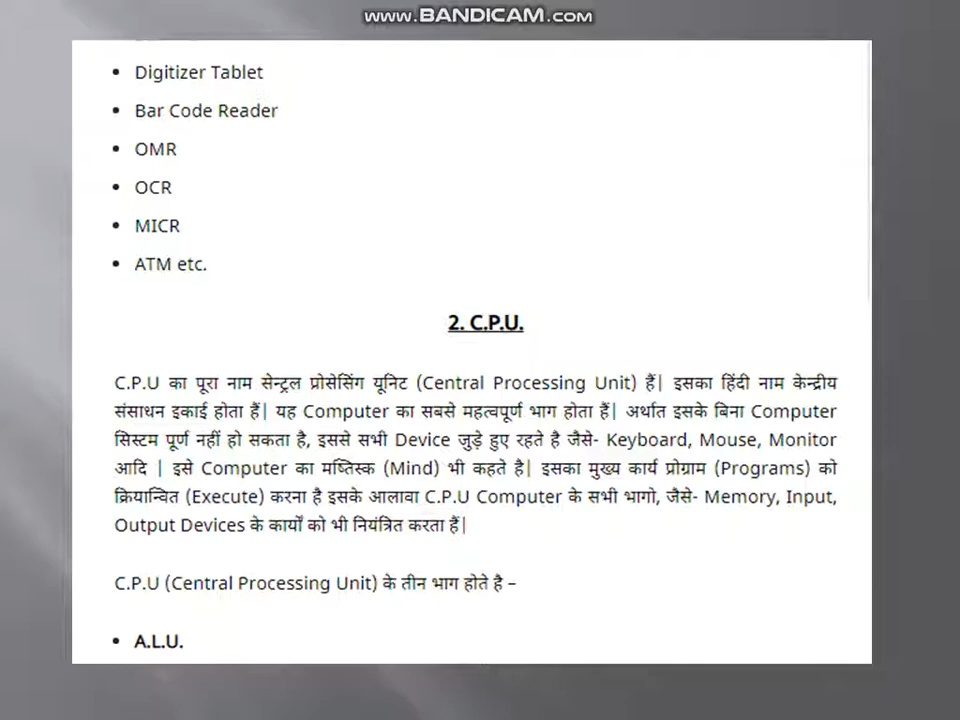 www.BANDICAM.com
• Digitizer Tablet
• Bar Code Reader
• OMR
• OCR
• MICR
• ATM etc.
2. C.P.U.
C.P.U का पूरा नाम सेन्ट्रल प्रोसेसिंग यूनिट (Central Processing Unit) हैं| इसका हिंदी नाम केन्द्रीय
संसाधन इकाई होता हैं| यह Computer का सबसे महत्वपूर्ण भाग होता हैं| अर्थात इसके बिना Computer
सिस्टम पूर्ण नहीं हो सकता है, इससे सभी Device जुड़े हुए रहते है जैसे- Keyboard, Mouse, Monitor
आदि | इसे Computer का मष्तिस्क (Mind) भी कहते है| इसका मुख्य कार्य प्रोग्राम (Programs) को
क्रियान्वित (Execute) करना है इसके आलावा C.P.U Computer के सभी भागो, जैसे- Memory, Input,
Output Devices के कार्यों को भी नियंत्रित करता हैं|
C.P.U (Central Processing Unit) के तीन भाग होते है –
• A.L.U.